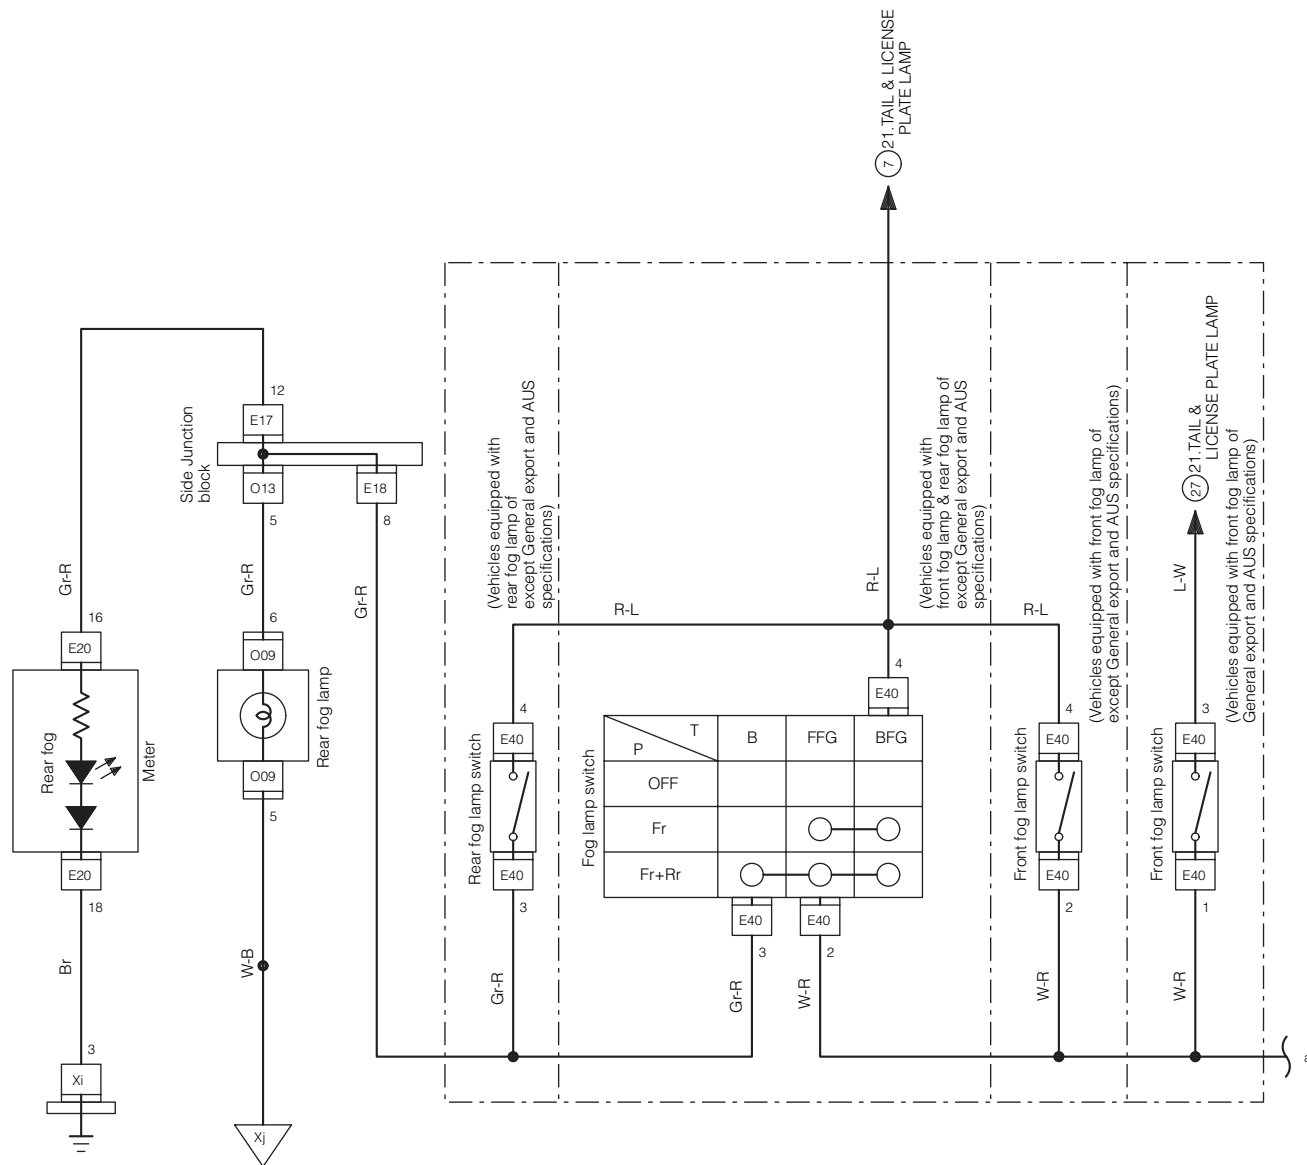 7
21.TAIL & LICENSE
PLATE LAMP
27
21.TAIL &
LICENSE PLATE LAMP
12
E17
Side Junction
block
O13
E18
5
8
Gr-R
Gr-R
Gr-R
(Vehicles equipped with
rear fog lamp of
except General export and AUS
specifications)
(Vehicles equipped with
front fog lamp & rear fog lamp of
except General export and AUS
specifications)
(Vehicles equipped with front fog lamp of
except General export and AUS specifications)
(Vehicles equipped with front fog lamp of
General export and AUS specifications)
R-L
R-L
R-L
L-W
16
E20
Rear fog
Meter
E20
18
6
O09
Rear fog lamp
O09
5
4
E40
Rear fog lamp switch
E40
3
4
E40
Fog lamp switch
T
P
B
FFG
BFG
OFF
Fr
Fr+Rr
E40
E40
3
2
4
E40
Front fog lamp switch
E40
2
3
E40
Front fog lamp switch
E40
1
Br
W-B
Gr-R
Gr-R
W-R
W-R
W-R
3
Xi
Xj
a